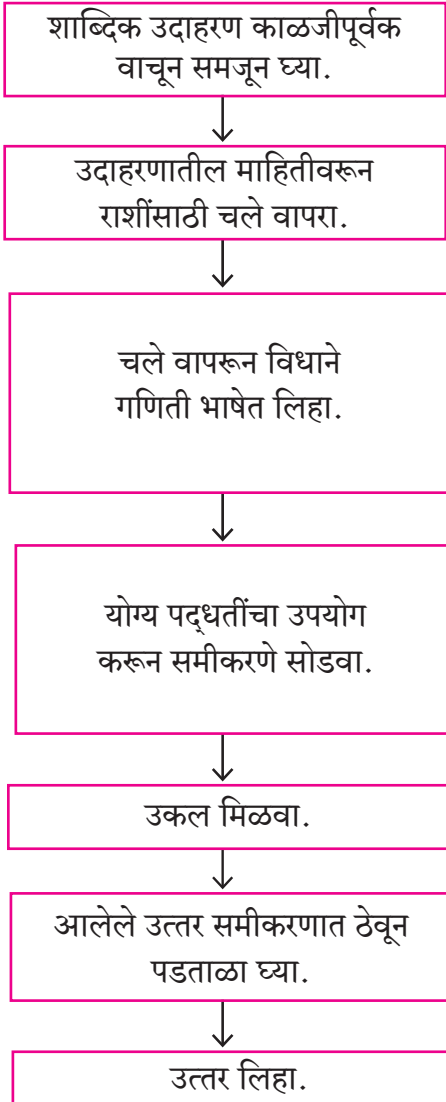 शाब्दिक उदाहरण काळजीपूर्वक
वाचून समजून घ्या.
उदाहरणातील माहितीवरून
राशींसाठी चले वापरा.
चले वापरून विधाने
गणिती भाषेत लिहा.
योग्य पद्धतींचा उपयोग
करून समीकरणे सोडवा.
उकल मिळवा.
आलेले उत्तर समीकरणात ठेवून
पडताळा घ्या.
उत्तर लिहा.